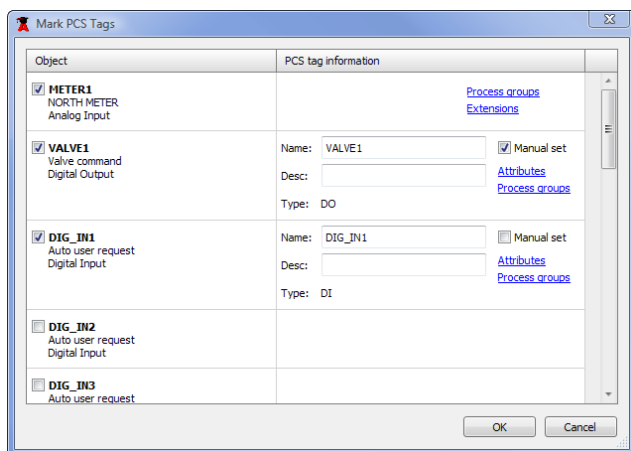 Mark PCS Tags
Object
PCS tag information
METER1
NORTH METER
Analog Input
Process groups
Extensions
VALVE1
Valve command
Digital Output
Name: VALVE1
Manual set
Desc:
Attributes
Process groups
Type: DO
DIG_IN1
Auto user request
Digital Input
Name: DIG_IN1
Manual set
Desc:
Attributes
Process groups
Type: DI
DIG_IN2
Auto user request
Digital Input
DIG_IN3
Auto user request
OK
Cancel